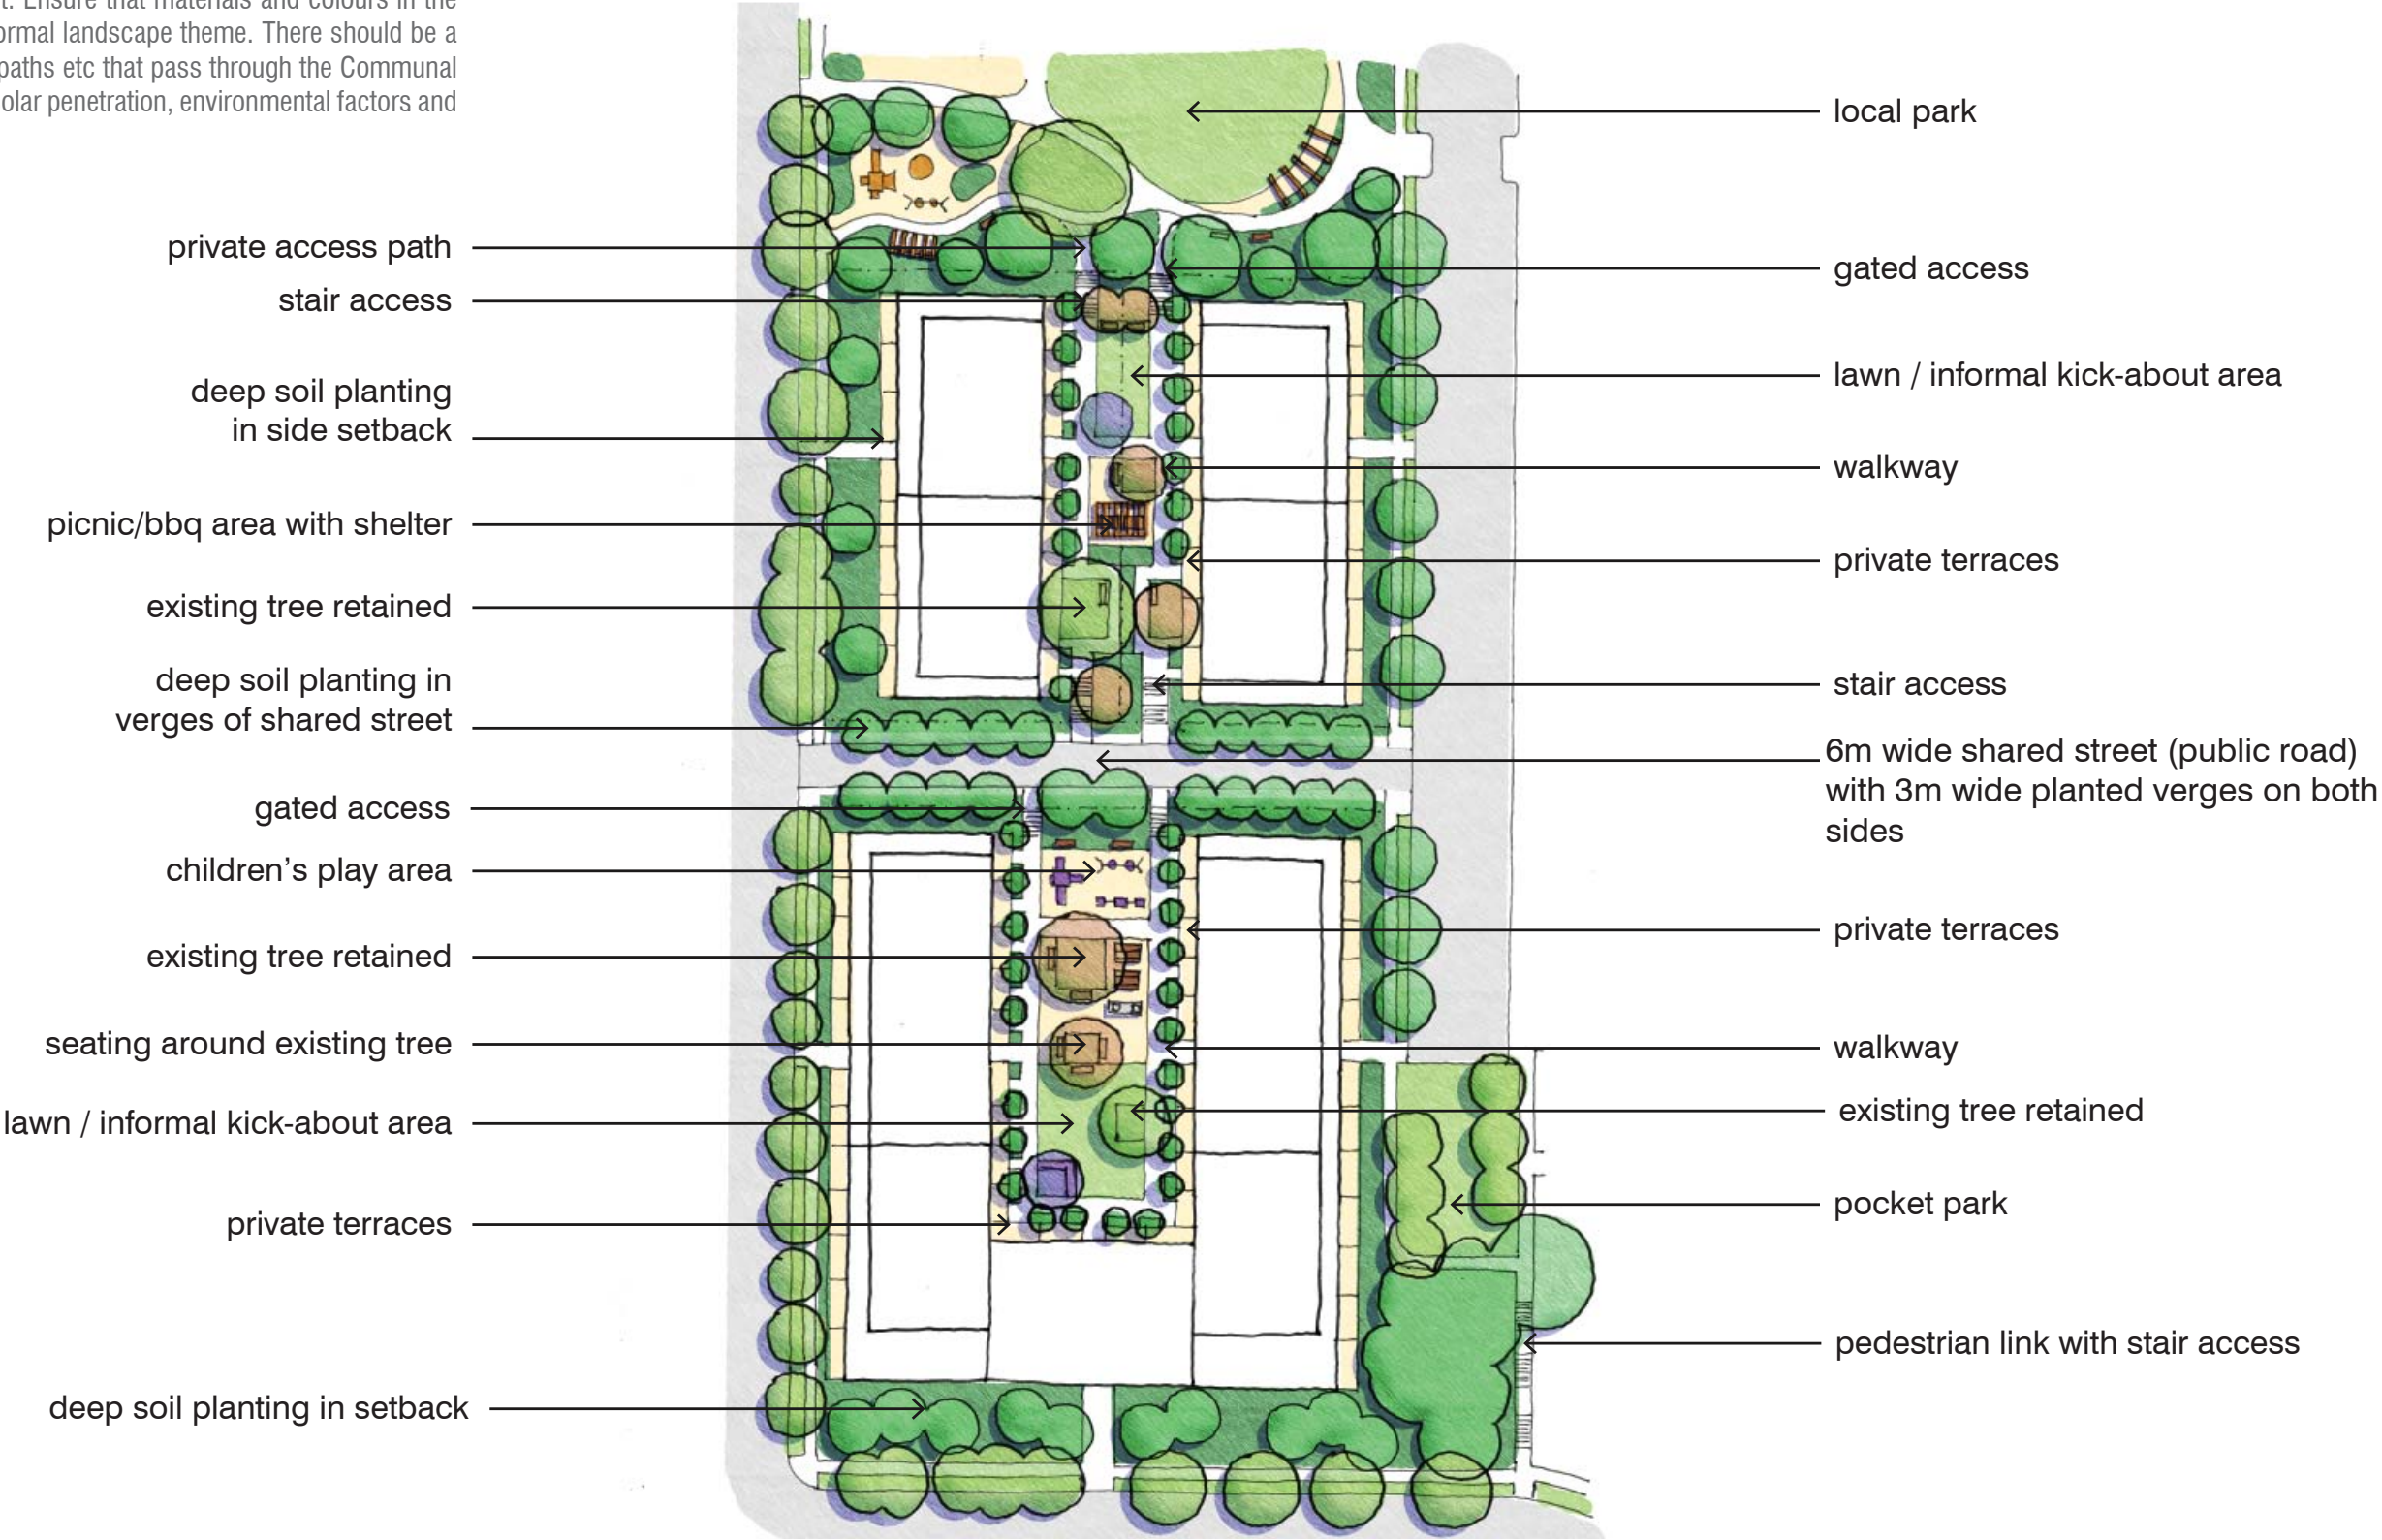 t. Ensure that materials and colours in the
ormal landscape theme. There should be a
paths etc that pass through the Communal
olar penetration, environmental factors and
local park
private access path
gated access
stair access
lawn / informal kick-about area
deep soil planting
in side setback
walkway
picnic/bbq area with shelter
private terraces
existing tree retained
deep soil planting in
verges of shared street
stair access
6m wide shared street (public road)
with 3m wide planted verges on both
sides
gated access
children’s play area
private terraces
existing tree retained
seating around existing tree
walkway
existing tree retained
lawn / informal kick-about area
pocket park
private terraces
pedestrian link with stair access
deep soil planting in setback